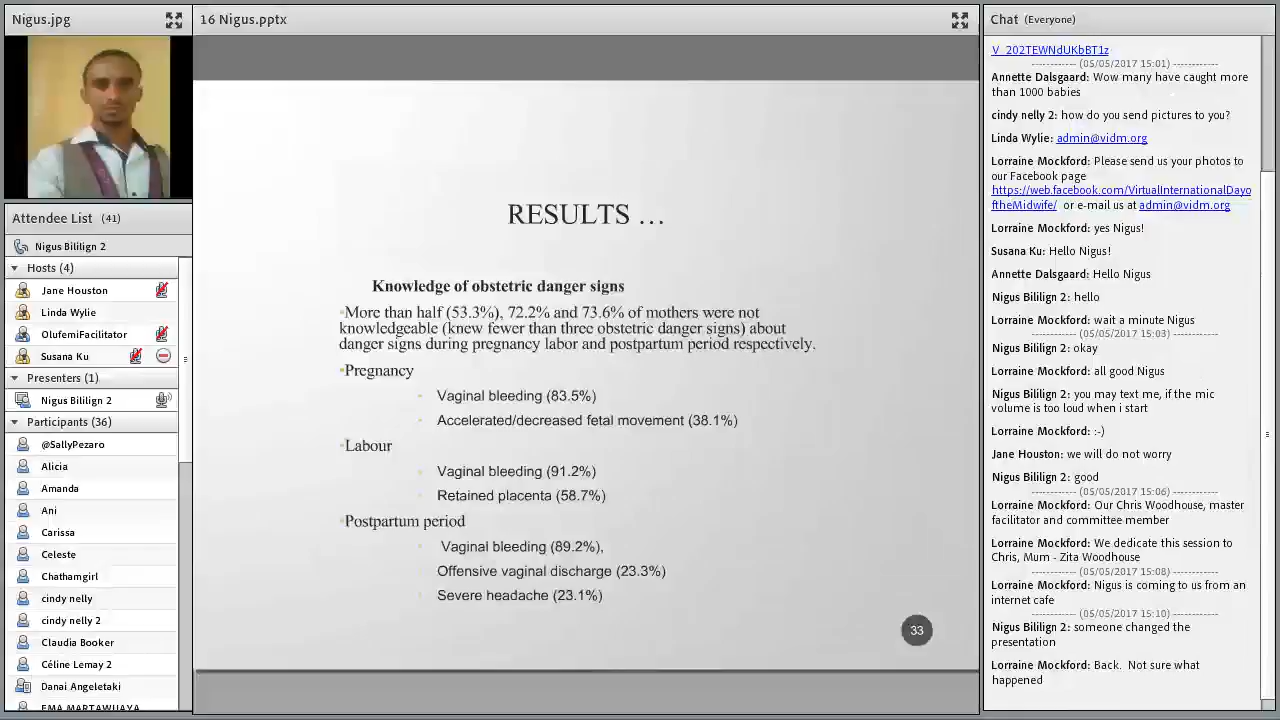 Nigus.jpg
Attendee List (41)
Nigus Bililign 2
Hosts (4)
Jane Houston
Linda Wylie
OlufemiFacilitator
Susana Ku
Presenters (1)
Nigus Bililign 2
Participants (36)
@SallyPezaro
Alicia
Amanda
Ani
Carissa
Celeste
Chathamgirl
cindy nelly
cindy nelly 2
Claudia Booker
Céline Lemay 2
Danai Angeletaki
EMA MARTAWIJAYA
16 Nigus.pptx
RESULTS …
Knowledge of obstetric danger signs
More than half (53.3%), 72.2% and 73.6% of mothers were not
knowledgeable (knew fewer than three obstetric danger signs) about
danger signs during pregnancy labor and postpartum period respectively.
Pregnancy
Vaginal bleeding (83.5%)
Accelerated/decreased fetal movement (38.1%)
Labour
Vaginal bleeding (91.2%)
Retained placenta (58.7%)
Postpartum period
Vaginal bleeding (89.2%),
Offensive vaginal discharge (23.3%)
Severe headache (23.1%)
33
Chat (Everyone)
V_202TEWNdUKbBT1z
------------ (05/05/2017 15:01) ------------
Annette Dalsgaard: Wow many have caught more
than 1000 babies
cindy nelly 2: how do you send pictures to you?
Linda Wylie: admin@vidm.org
Lorraine Mockford: Please send us your photos to
our Facebook page
https://web.facebook.com/VirtualInternationalDayo
ftheMidwife/ or e-mail us at admin@vidm.org
Lorraine Mockford: yes Nigus!
Susana Ku: Hello Nigus!
Annette Dalsgaard: Hello Nigus
Nigus Bililign 2: hello
Lorraine Mockford: wait a minute Nigus
------------ (05/05/2017 15:03) ------------
Nigus Bililign 2: okay
Lorraine Mockford: all good Nigus
Nigus Bililign 2: you may text me, if the mic
volume is too loud when i start
Lorraine Mockford: :-)
Jane Houston: we will do not worry
Nigus Bililign 2: good
------------ (05/05/2017 15:06) ------------
Lorraine Mockford: Our Chris Woodhouse, master
facilitator and committee member
Lorraine Mockford: We dedicate this session to
Chris, Mum - Zita Woodhouse
------------ (05/05/2017 15:08) ------------
Lorraine Mockford: Nigus is coming to us from an
internet cafe
------------ (05/05/2017 15:10) ------------
Nigus Bililign 2: someone changed the
presentation
Lorraine Mockford: Back. Not sure what
happened